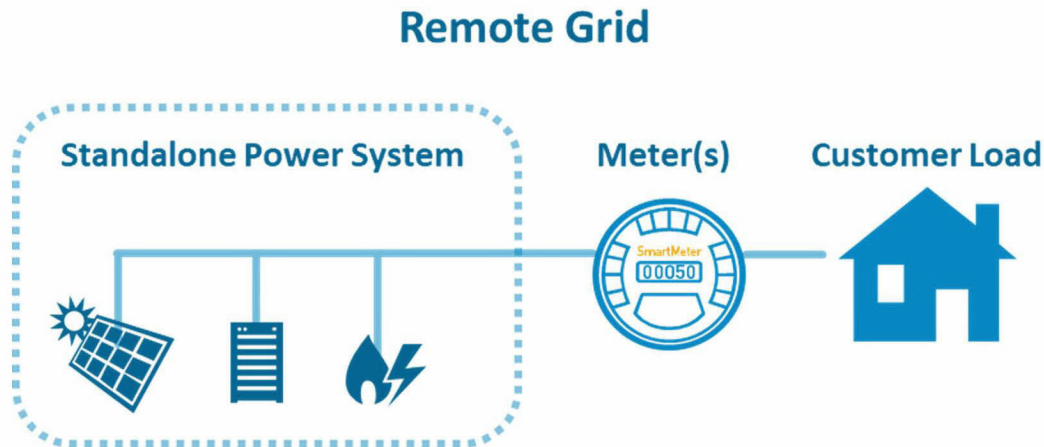 Remote Grid
Standalone Power System
Meter(s)
Customer Load
SmartMeter
00050